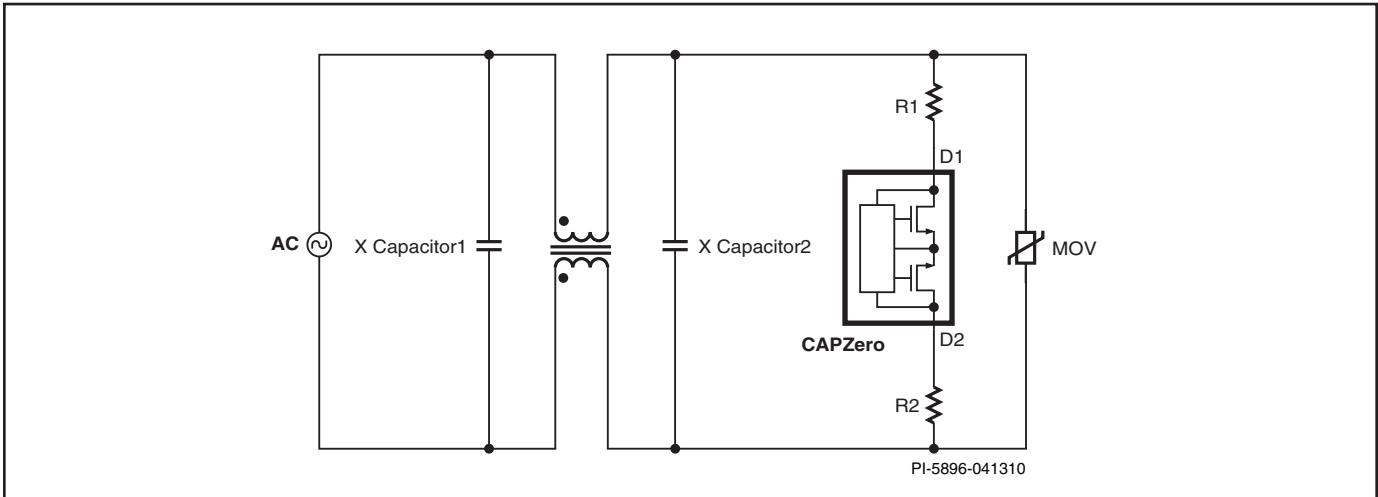 R1
D1
AC
X Capacitor1
X Capacitor2
MOV
CAPZero
D2
R2
PI-5896-041310